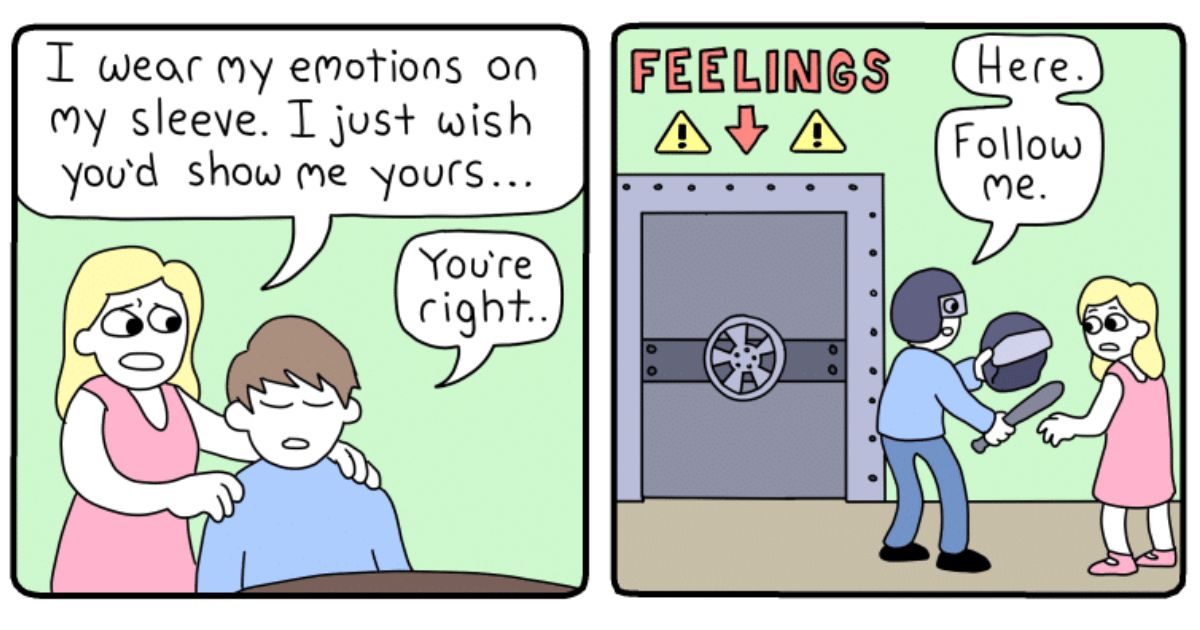 I wear my emotions on
my sleeve. I just wish
you'd show me yours...
You're
right..
FEELINGS
! !
Here.
Follow
me.